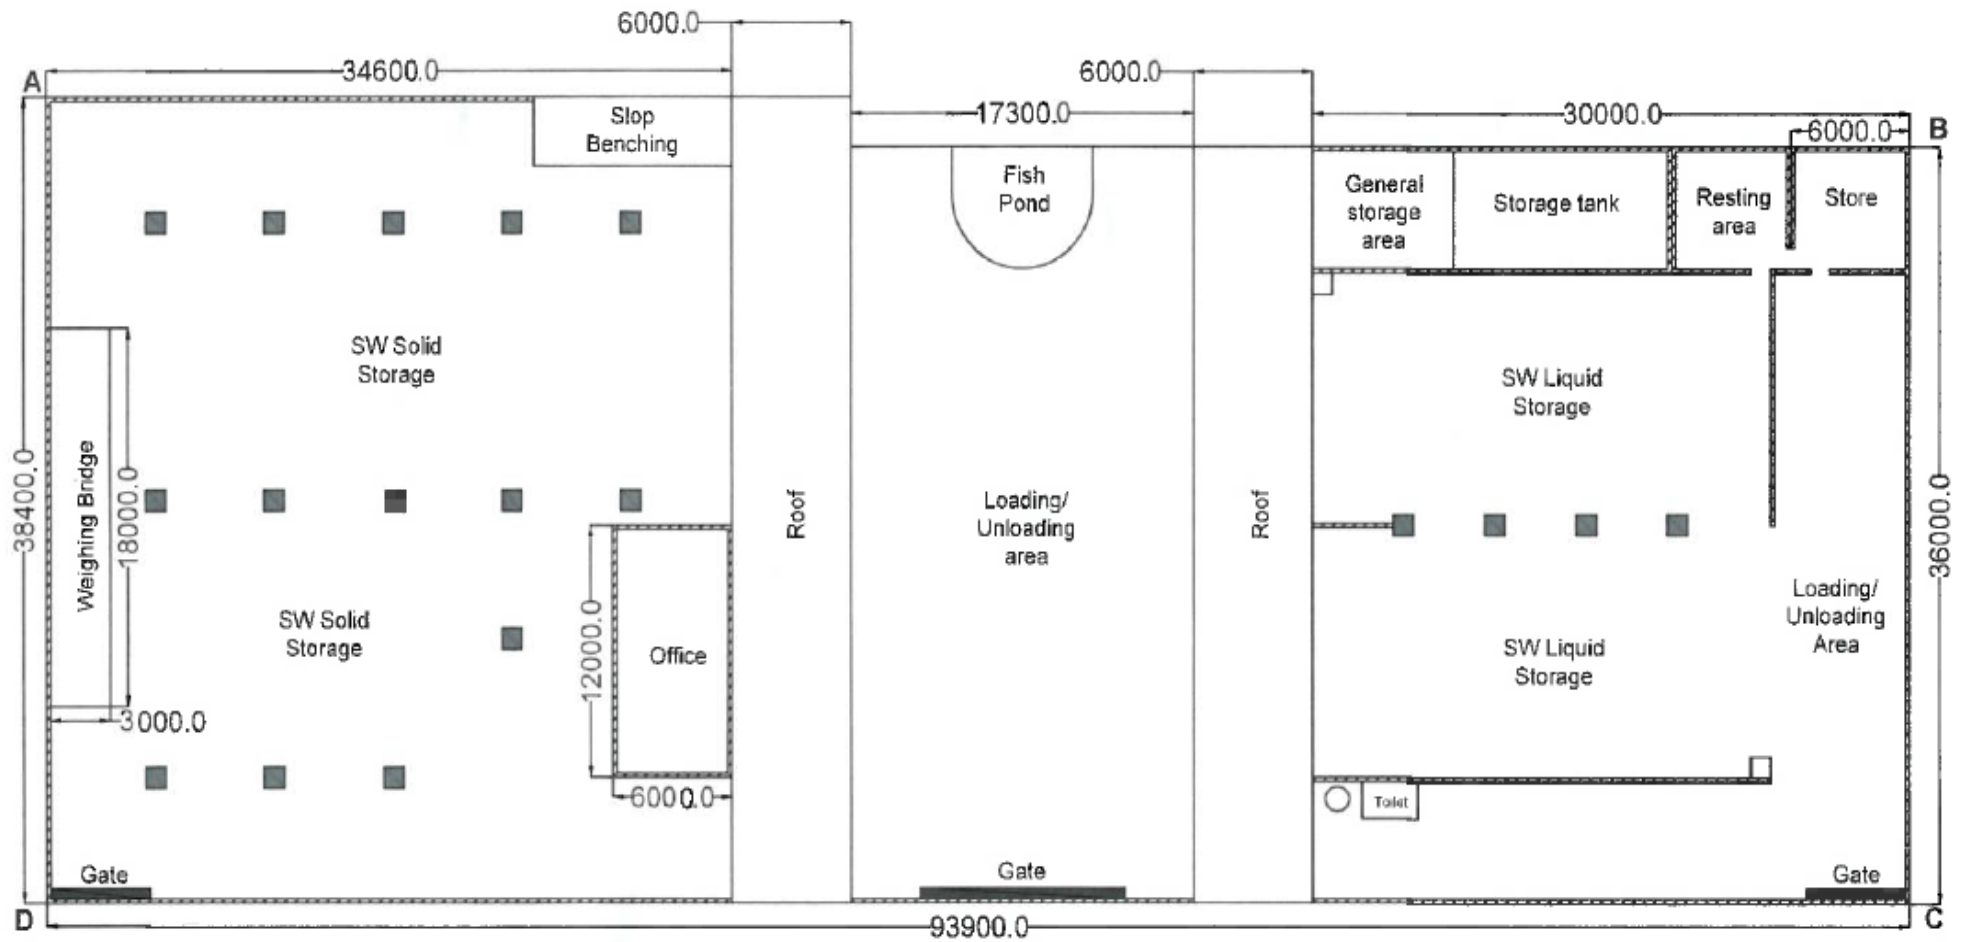 6000.0
34600.0
6000.0
A
17300.0
30000.0
B
6000.0
Slop
Benching
Fish
Pond
General
storage
area
Storage tank
Resting
area
Store
SW Solid
Storage
SW Liquid
Storage
38400.0
Weighing Bridge
18000.0
Roof
Loading/
Unloading
area
Roof
36000.0
SW Solid
Storage
12000.0
Office
Loading/
Unloading
Area
SW Liquid
Storage
3000.0
6000.0
Toilet
Gate
Gate
Gate
D
93900.0
C